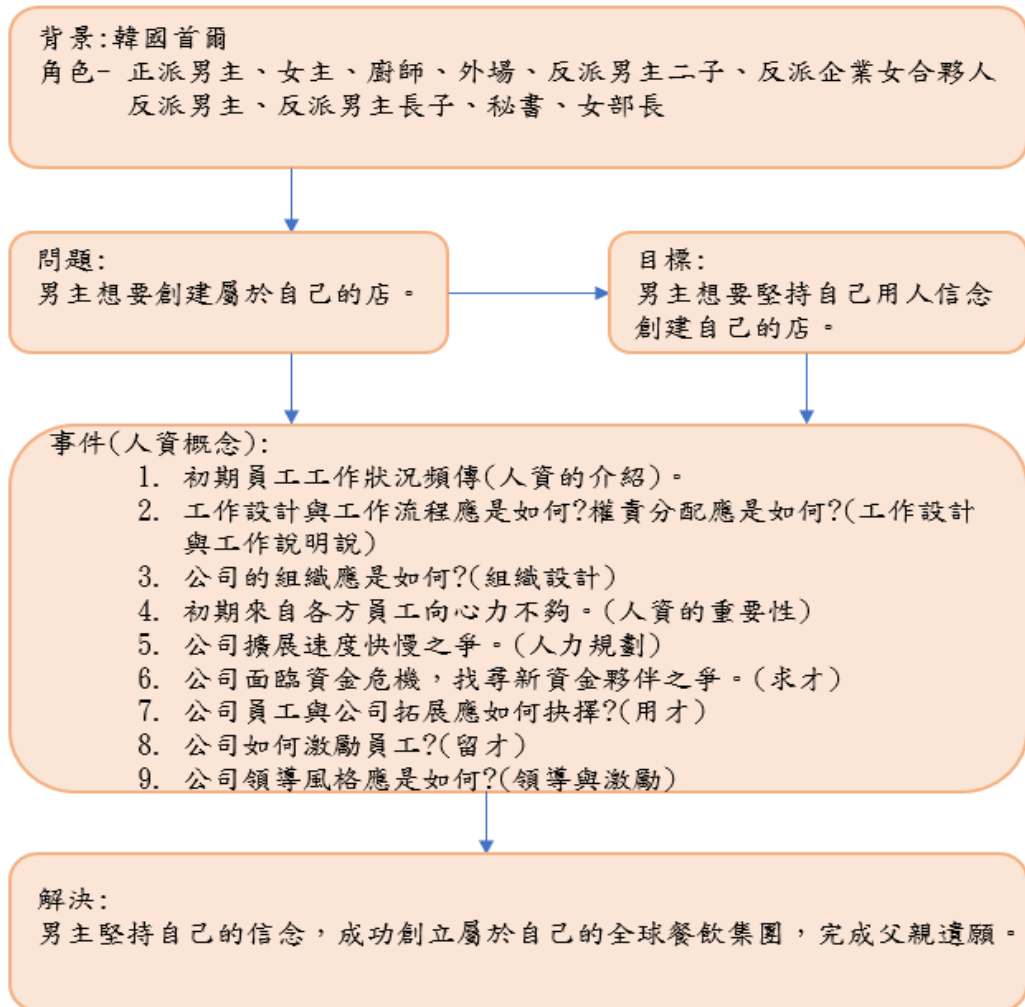 背景:韓國首爾
角色- 正派男主、女主、廚師、外場、反派男主二子、反派企業女合夥人
反派男主、反派男主長子、秘書、女部長
問題:
男主想要創建屬於自己的店。
目標:
男主想要堅持自己用人信念
創建自己的店。
事件(人資概念):
1. 初期員工工作狀況頻傳(人資的介紹)。
2. 工作設計與工作流程應是如何?權責分配應是如何?(工作設計
與工作說明說)
3. 公司的組織應是如何?(組織設計)
4. 初期來自各方員工向心力不夠。(人資的重要性)
5. 公司擴展速度快慢之爭。(人力規劃)
6. 公司面臨資金危機，找尋新資金夥伴之爭。(求才)
7. 公司員工與公司拓展應如何抉擇?(用才)
8. 公司如何激勵員工?(留才)
9. 公司領導風格應是如何?(領導與激勵)
解決:
男主堅持自己的信念，成功創立屬於自己的全球餐飲集團，完成父親遺願。